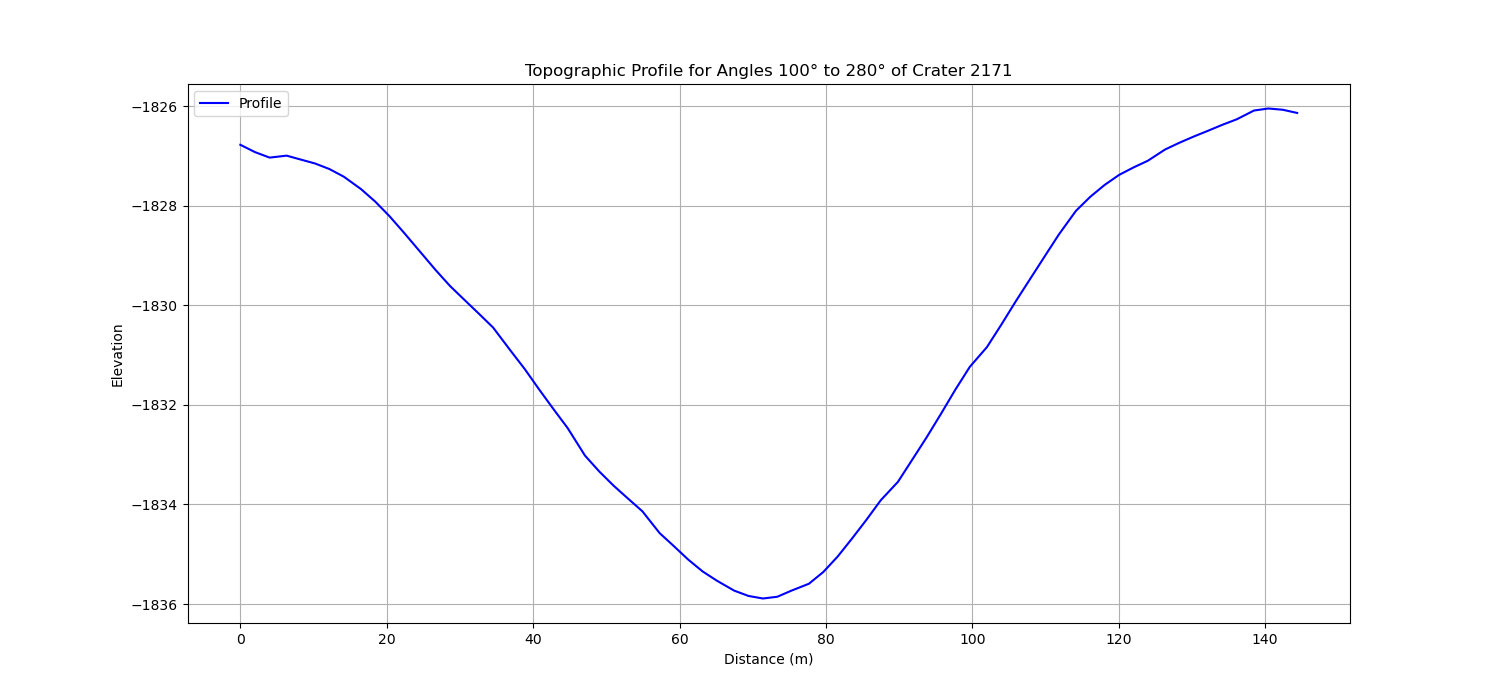 Topographic Profile for Angles 100° to 280° of Crater 2171
Profile
−1826
−1828
−1830
−1832
−1834
−1836
Elevation
0 20 40 60 80 100 120 140
Distance (m)